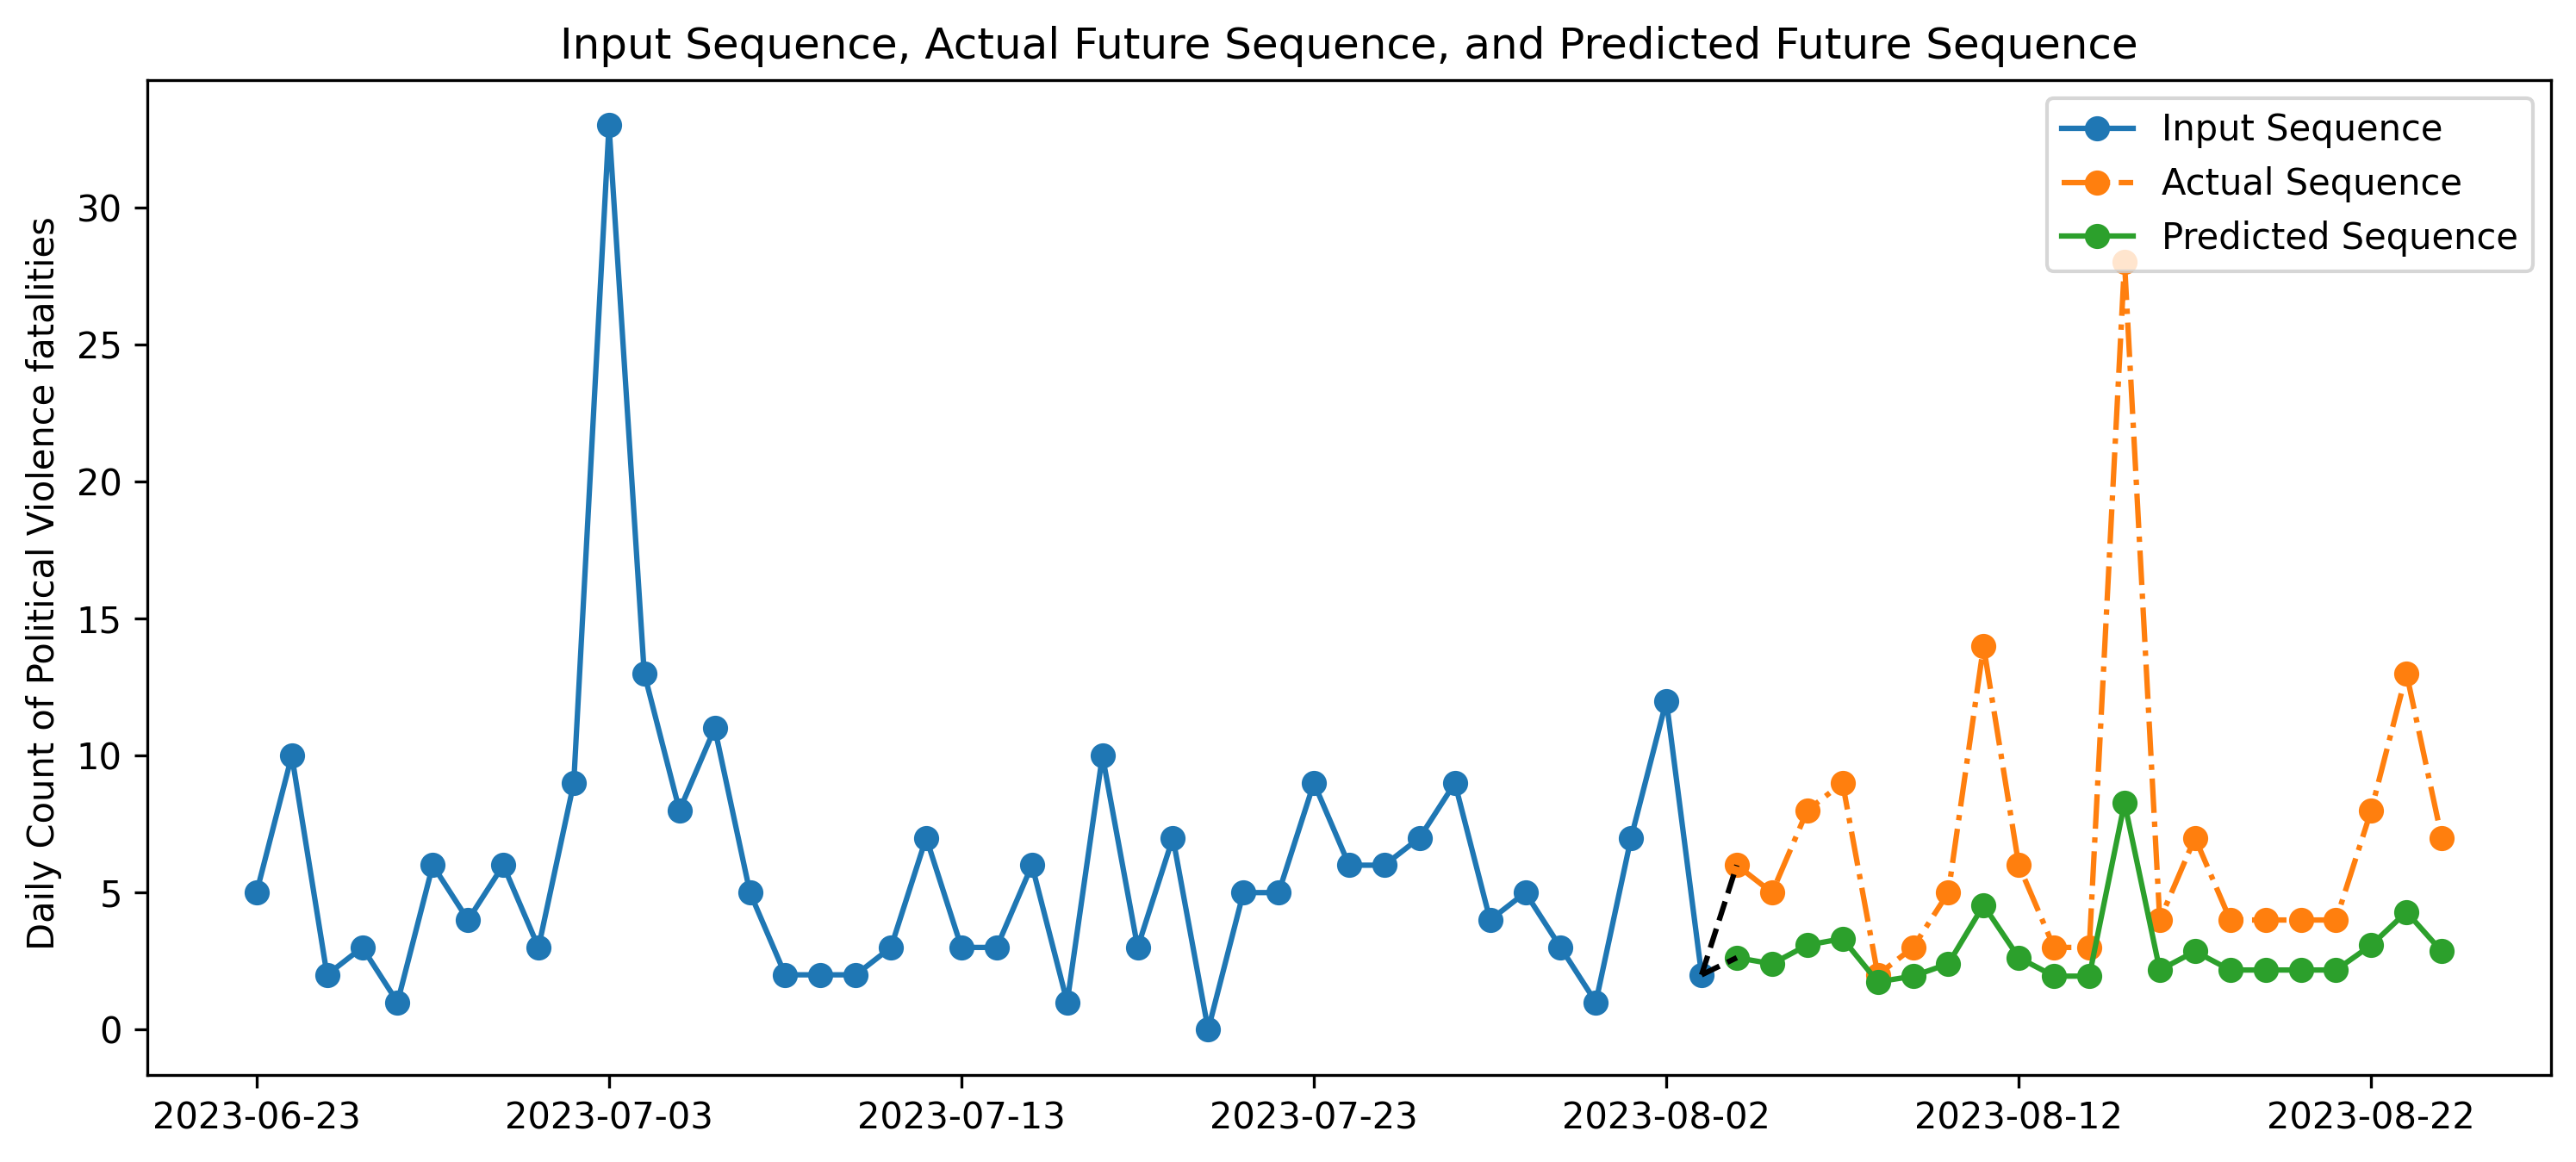 Input Sequence, Actual Future Sequence, and Predicted Future Sequence
Daily Count of Political Violence fatalities
30
25
20
15
10
5
0
Input Sequence
Actual Sequence
Predicted Sequence
2023-06-23
2023-07-03
2023-07-13
2023-07-23
2023-08-02
2023-08-12
2023-08-22